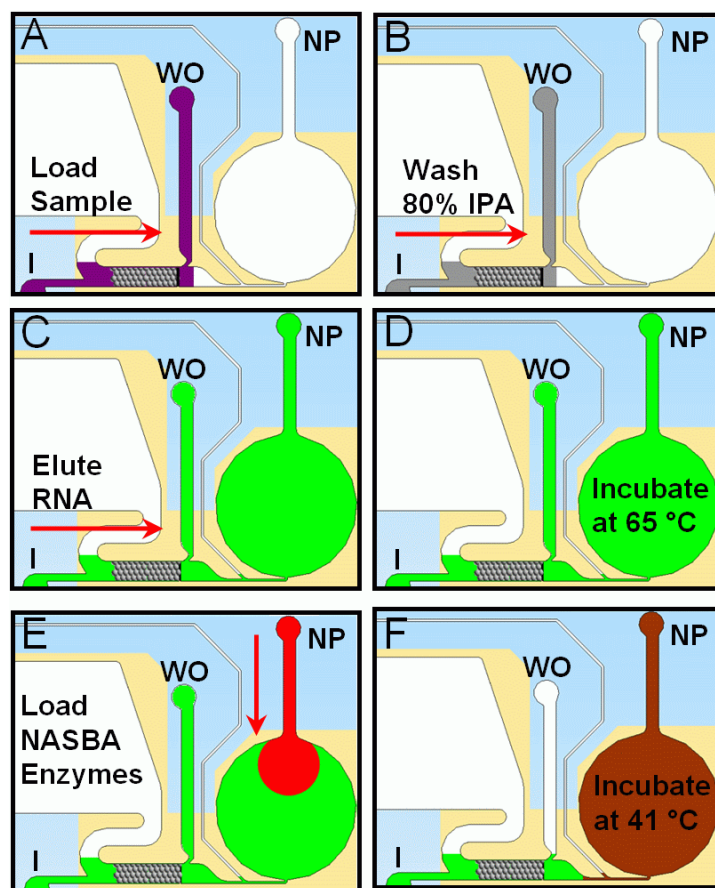 A
NP
WO
Load
Sample
I
B
NP
WO
Wash
80% IPA
I
C
NP
WO
Elute
RNA
I
D
NP
WO
Incubate
at 65 °C
I
E
NP
WO
Load
NASBA
Enzymes
I
F
NP
WO
Incubate
at 41 °C
I